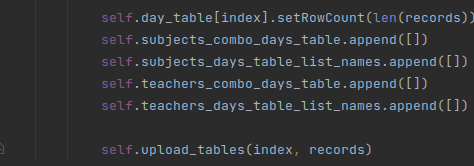 self.day_table[index].setRowCount(len(records))
self.subjects_combo_days_table.append([])
self.subjects_days_table_list_names.append([])
self.teachers_combo_days_table.append([])
self.teachers_days_table_list_names.append([])
self.upload_tables(index, records)